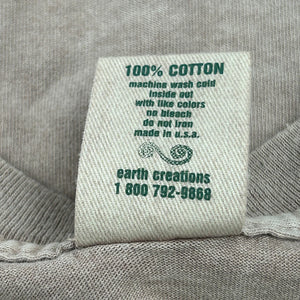 100% COTTON
machine wash cold
inside out
with like colors
no bleach
do not iron
made in u.s.a.
earth creations
1 800 792-9868